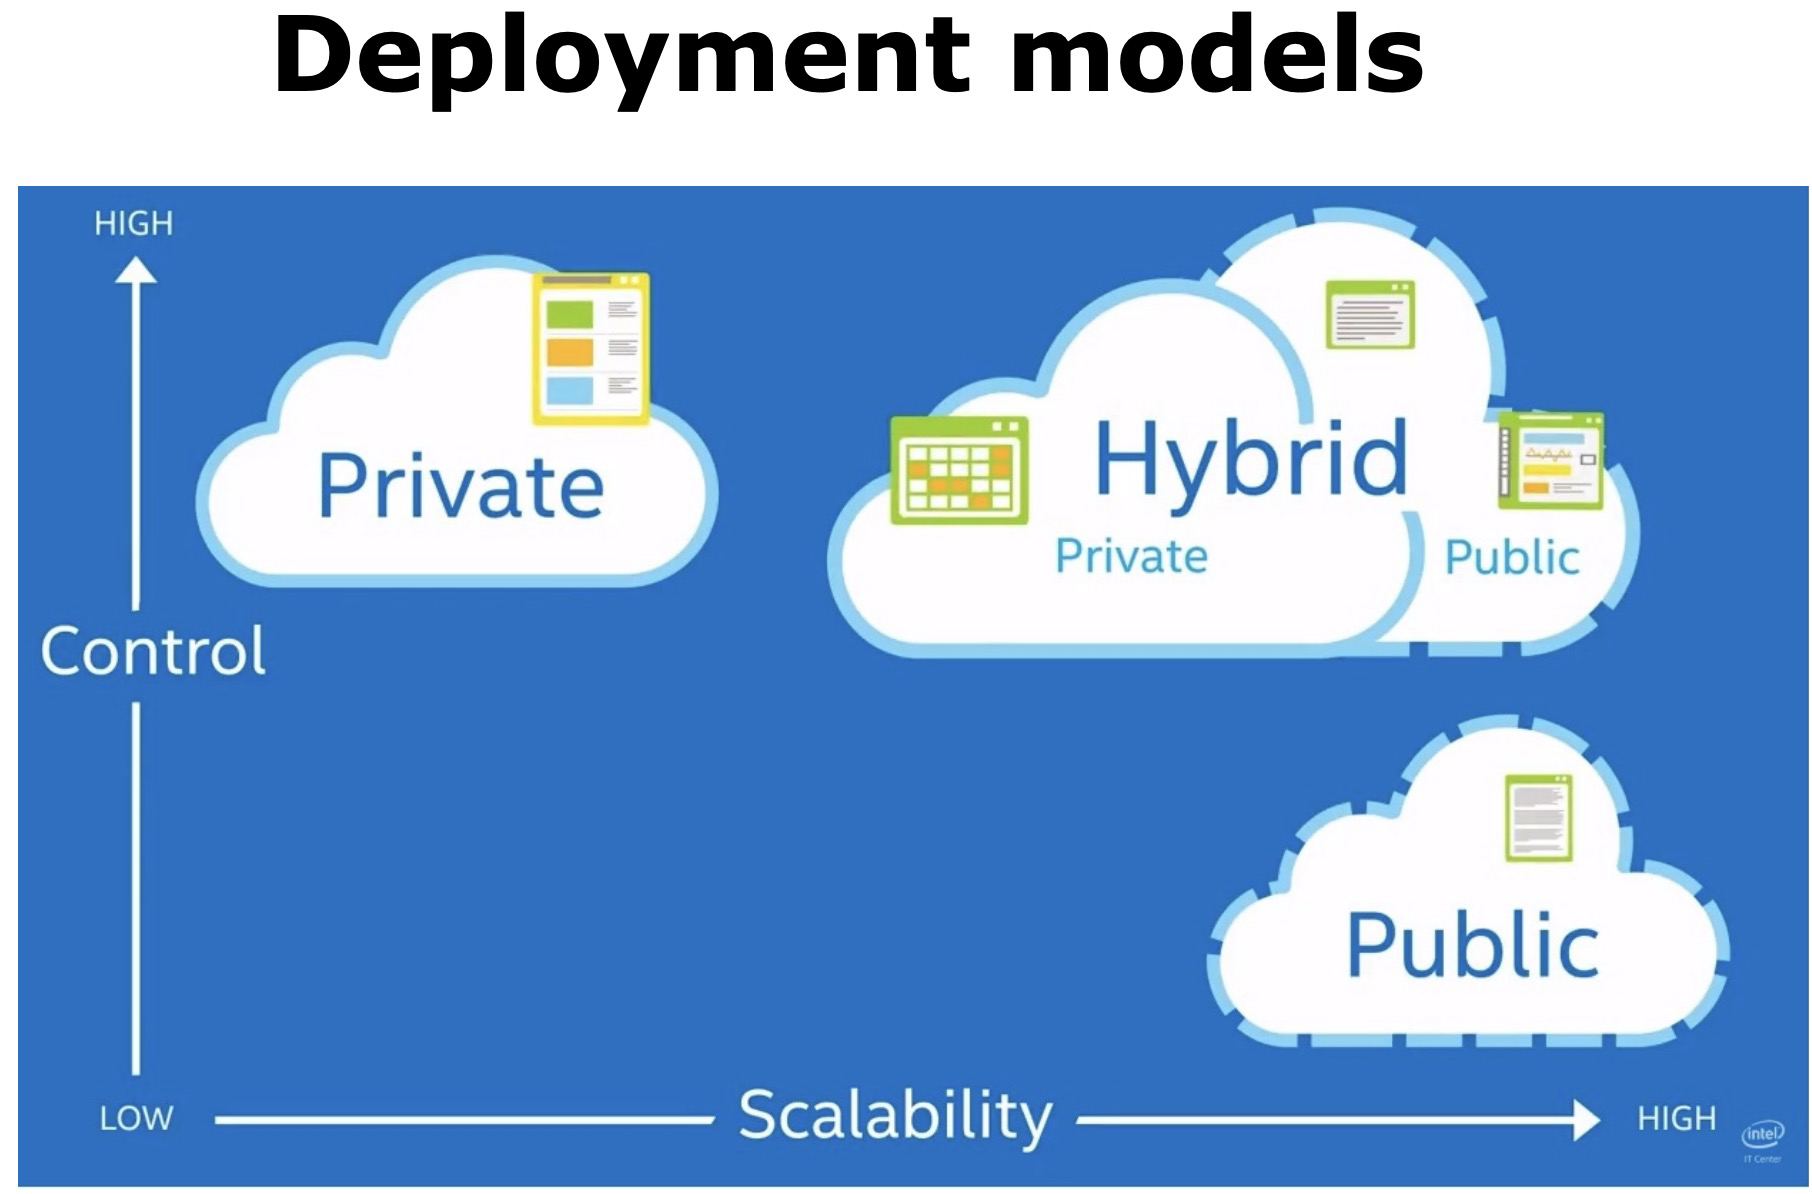 Deployment models
HIGH
Private
Hybrid
Private
Public
Control
Public
LOW
Scalability
HIGH
intel
IT Center